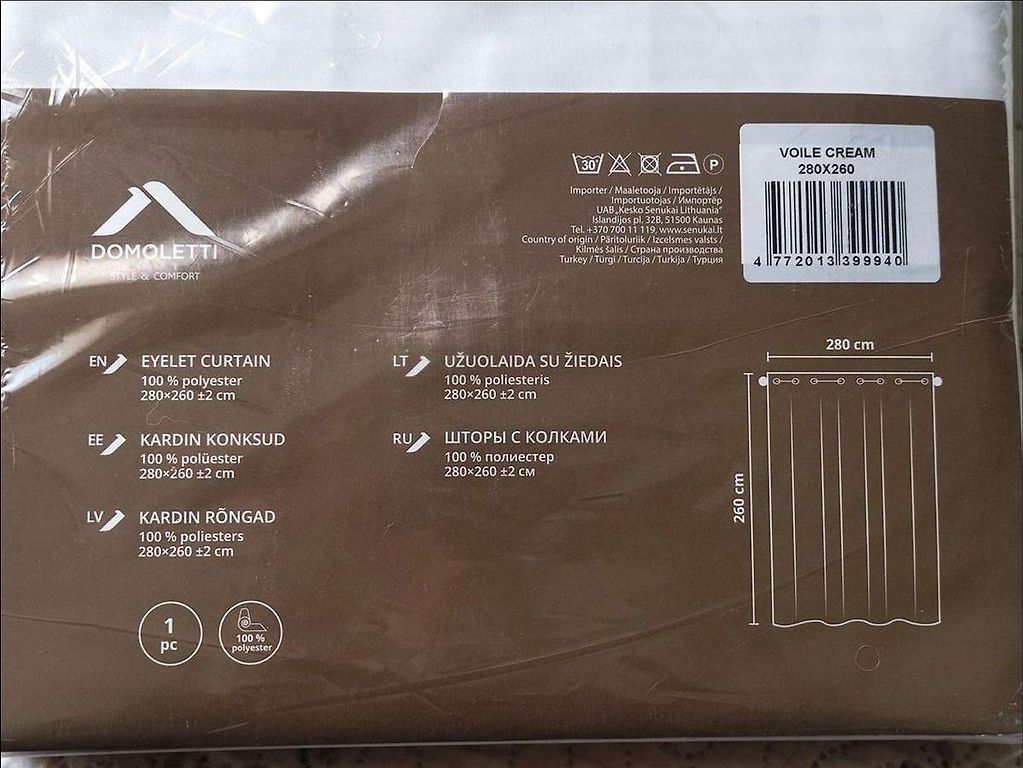 DOMOLETTI
STYLE & COMFORT
30°
P
Importer / Maaletooja / Importētājs /
Importuotojas / Импортёр
UAB „Kesko Senukai Lithuania"
Islandijos pl. 32B, 51500 Kaunas
Tel. +370 700 11 119, www.senukai.lt
Country of origin / Päritoluriik / Izcelsmes valsts /
Kilmės šalis / Страна производства
Turkey / Türgi / Turcija / Turkija / Турция
VOILE CREAM
280X260
4 772013 399940
EN EYELET CURTAIN
100 % polyester
280×260 ±2 cm
EE KARDIN KONKSUD
100 % polüester
280×260 ±2 cm
LV KARDIN RÕNGAD
100 % poliesters
280×260 ±2 cm
LT UŽUOLAIDA SU ŽIEDAIS
100 % poliesteris
280×260 ±2 cm
RU ШТОРЫ С КОЛКАМИ
100 % полиестер
280×260 ±2 см
1
pc
100 %
polyester
280 cm
260 cm